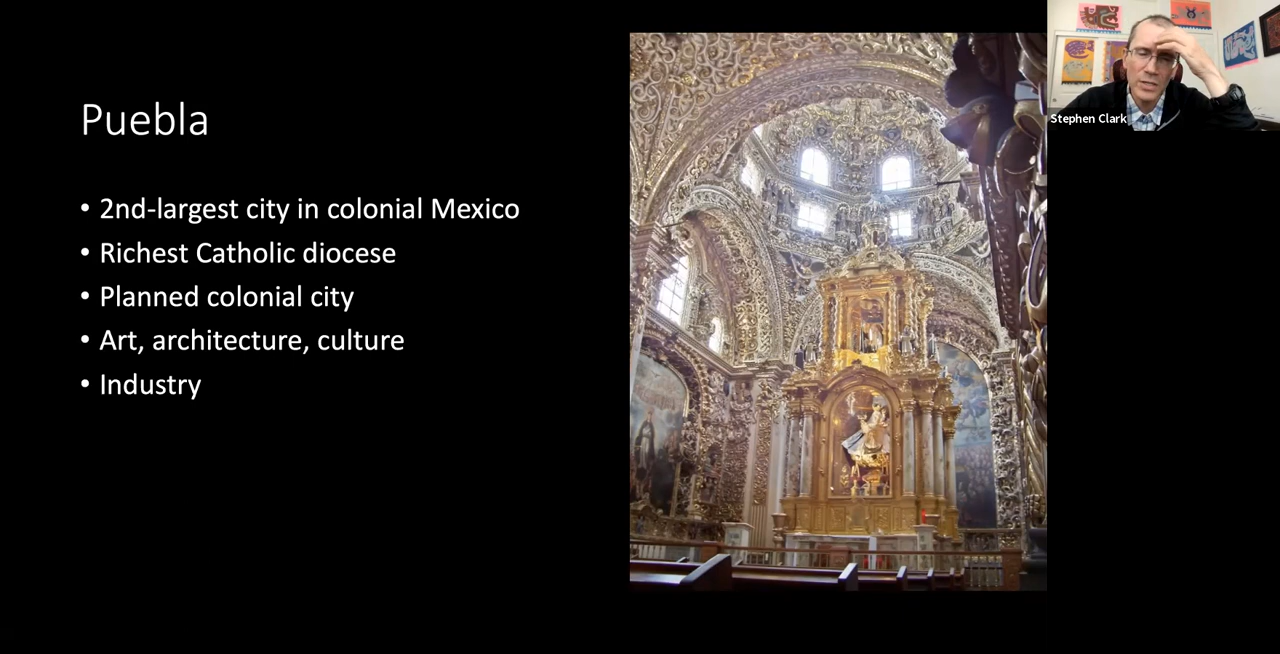 Puebla
• 2nd-largest city in colonial Mexico
• Richest Catholic diocese
• Planned colonial city
• Art, architecture, culture
• Industry
Stephen Clark